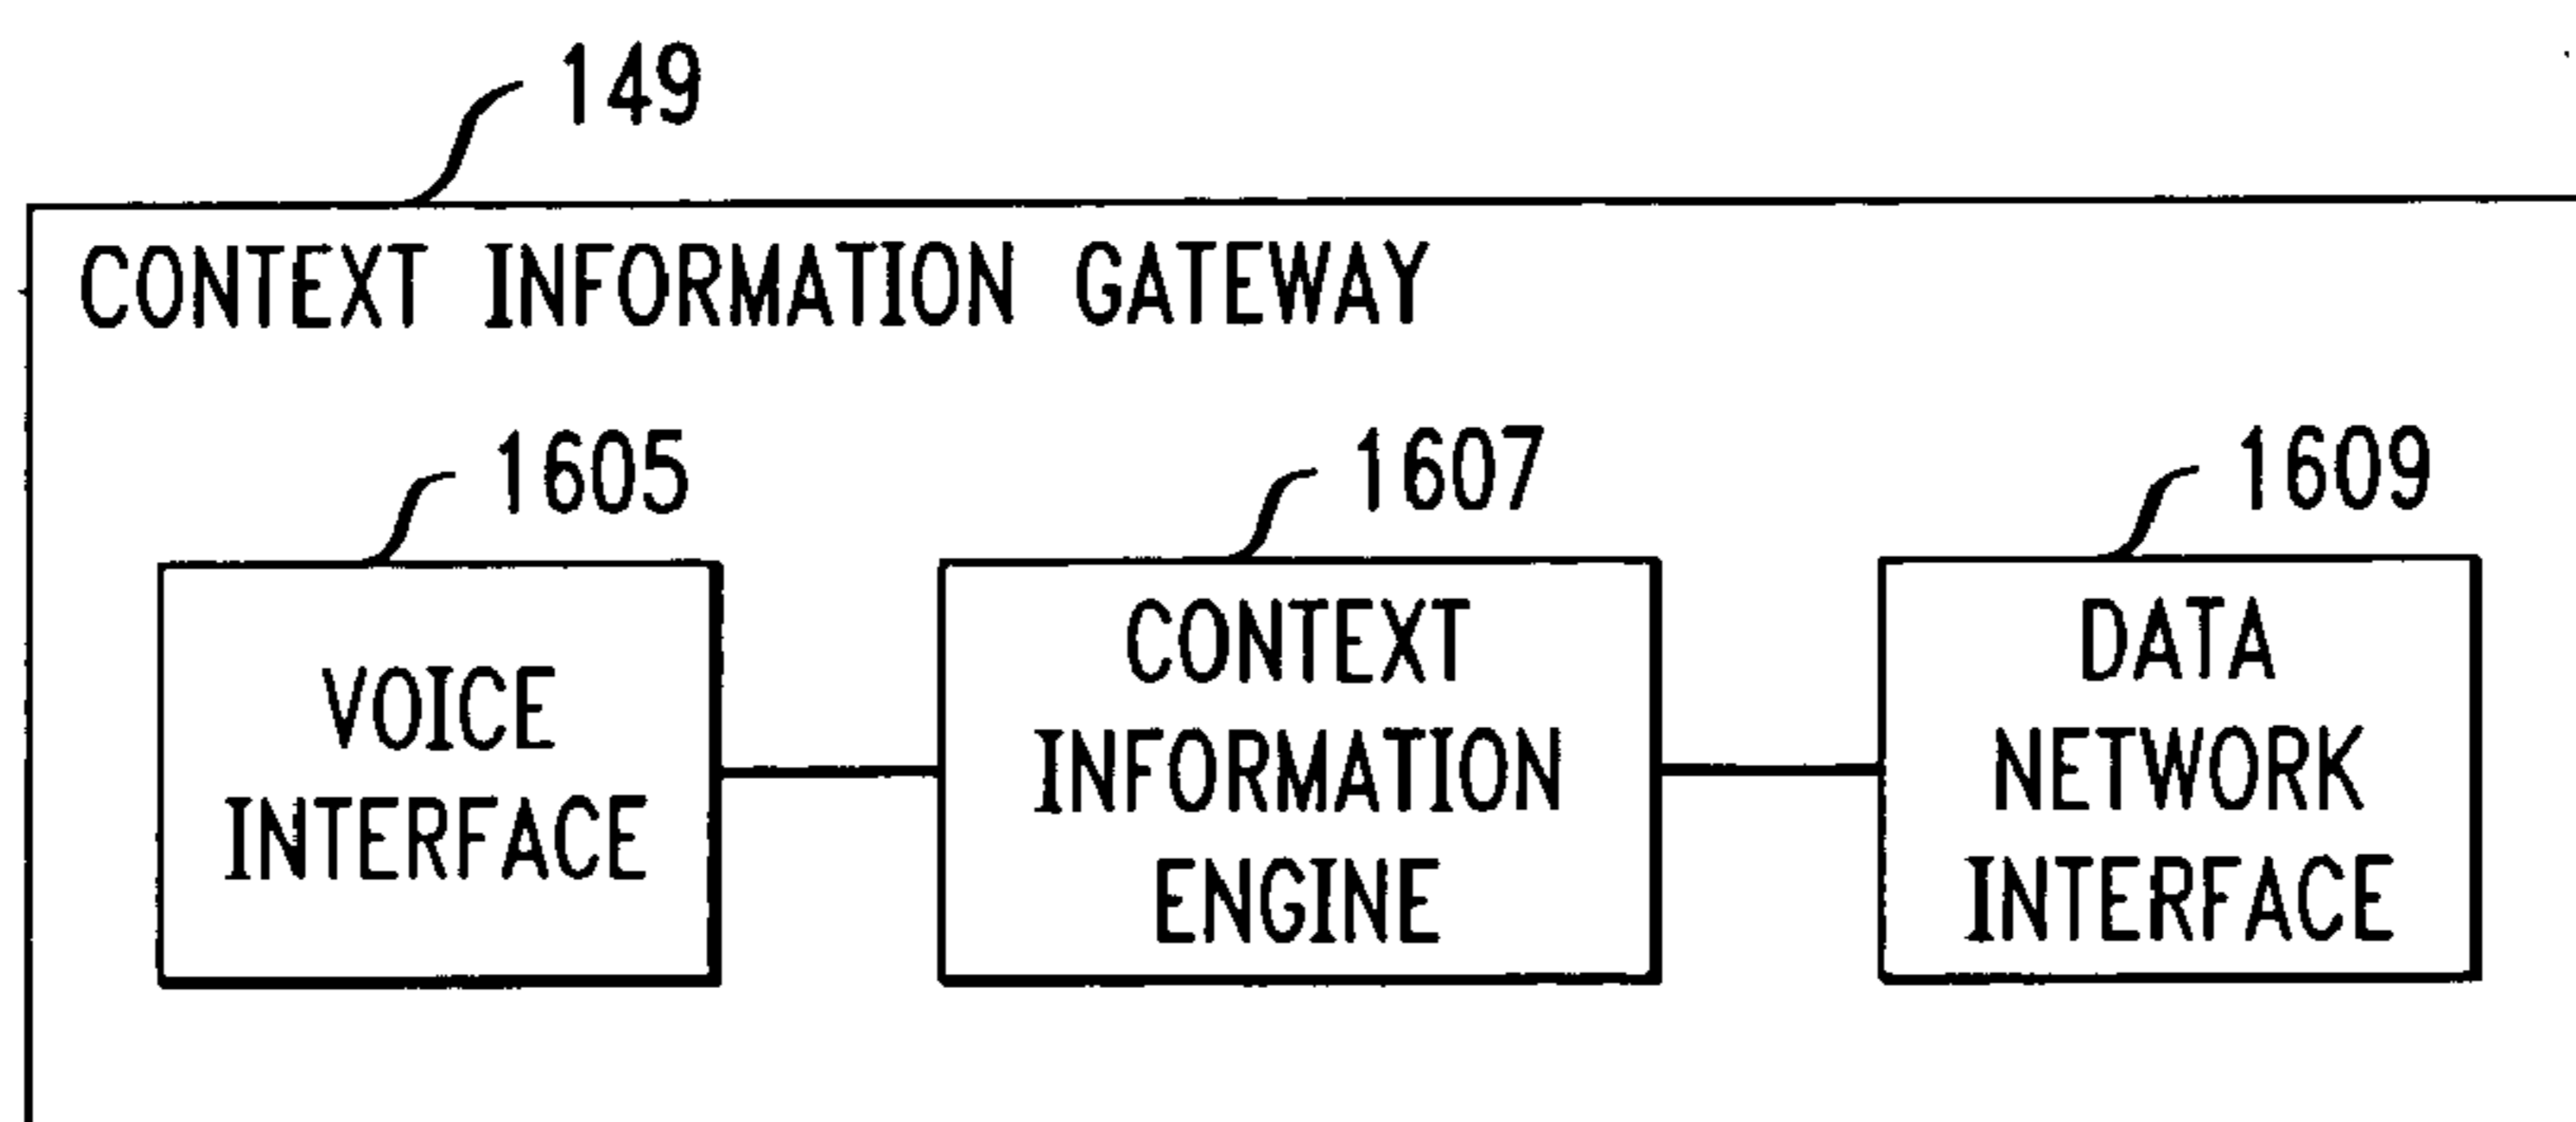 149
CONTEXT INFORMATION GATEWAY
1605
1607
1609
VOICE
INTERFACE
CONTEXT
INFORMATION
ENGINE
DATA
NETWORK
INTERFACE